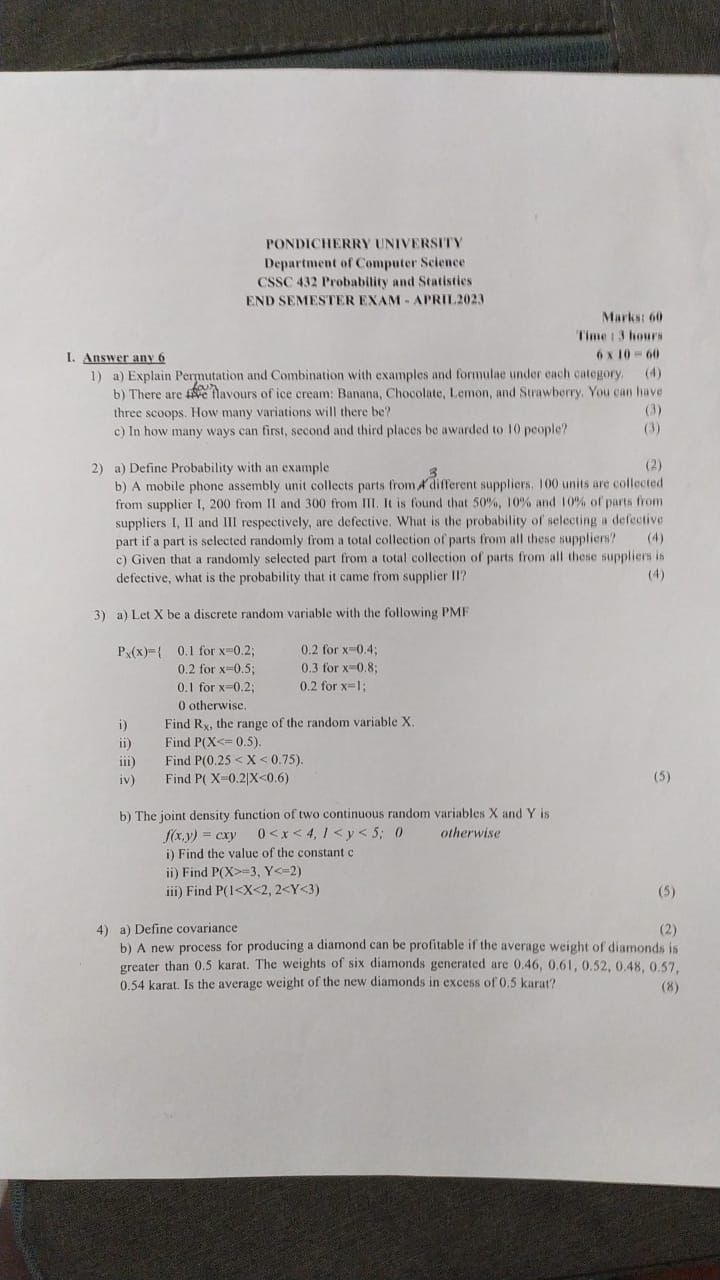 PONDICHERRY UNIVERSITY
Department of Computer Science
CSSC 432 Probability and Statistics
END SEMESTER EXAM - APRIL2023
Marks: 60
Time : 3 hours
I. Answer any 6 6 x 10 = 60
1) a) Explain Permutation and Combination with examples and formulae under each category. (4)
four
b) There are five flavours of ice cream: Banana, Chocolate, Lemon, and Strawberry. You can have
three scoops. How many variations will there be? (3)
c) In how many ways can first, second and third places be awarded to 10 people? (3)
2) a) Define Probability with an example (2)
3
b) A mobile phone assembly unit collects parts from different suppliers. 100 units are collected
from supplier I, 200 from II and 300 from III. It is found that 50%, 10% and 10% of parts from
suppliers I, II and III respectively, are defective. What is the probability of selecting a defective
part if a part is selected randomly from a total collection of parts from all these suppliers? (4)
c) Given that a randomly selected part from a total collection of parts from all these suppliers is
defective, what is the probability that it came from supplier II? (4)
3) a) Let X be a discrete random variable with the following PMF
PX(x)={ 0.1 for x=0.2; 0.2 for x=0.4;
0.2 for x=0.5; 0.3 for x=0.8;
0.1 for x=0.2; 0.2 for x=1;
0 otherwise.
i) Find RX, the range of the random variable X.
ii) Find P(X<= 0.5).
iii) Find P(0.25 < X < 0.75).
iv) Find P( X=0.2|X<0.6) (5)
b) The joint density function of two continuous random variables X and Y is
f(x,y) = cxy 0 < x < 4, 1 < y < 5; 0 otherwise
i) Find the value of the constant c
ii) Find P(X>=3, Y<=2)
iii) Find P(1<X<2, 2<Y<3) (5)
4) a) Define covariance (2)
b) A new process for producing a diamond can be profitable if the average weight of diamonds is
greater than 0.5 karat. The weights of six diamonds generated are 0.46, 0.61, 0.52, 0.48, 0.57,
0.54 karat. Is the average weight of the new diamonds in excess of 0.5 karat? (8)